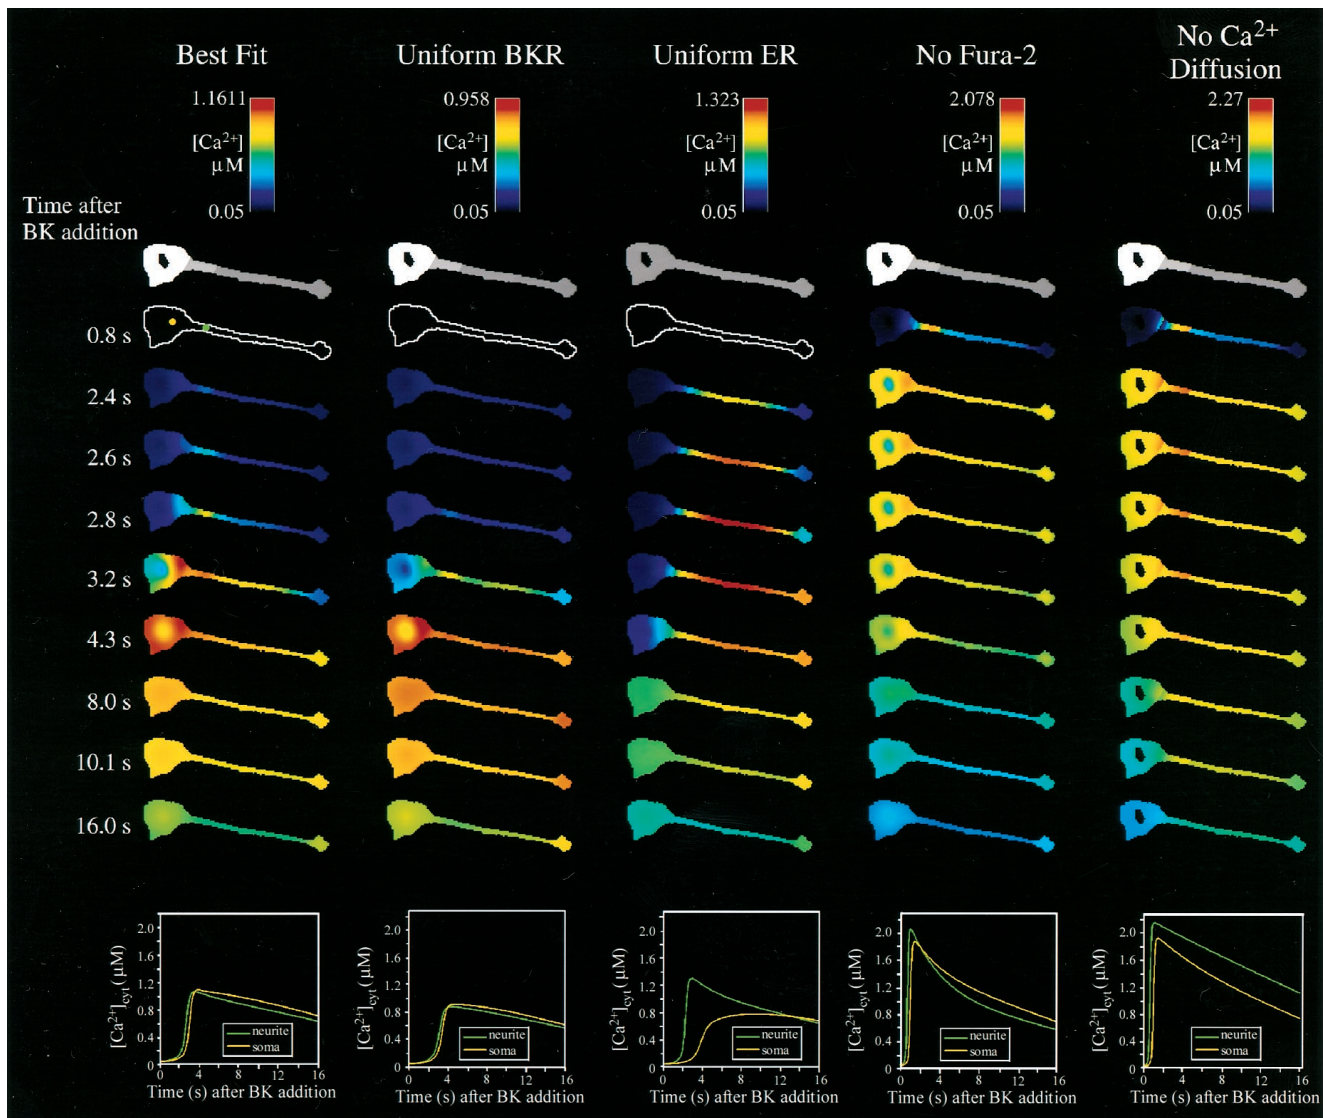 Best Fit Uniform BKR Uniform ER No Fura-2 No Ca²⁺ Diffusion
1.1611 0.958 1.323 2.078 2.27
[Ca²⁺] [Ca²⁺] [Ca²⁺] [Ca²⁺] [Ca²⁺]
μM μM μM μM μM
0.05 0.05 0.05 0.05 0.05
Time after
BK addition
0.8 s
2.4 s
2.6 s
2.8 s
3.2 s
4.3 s
8.0 s
10.1 s
16.0 s
[Ca²⁺]cyt (μM)
2.0
1.6
1.2
0.8
0.4
0
neurite
soma
0 4 8 12 16
Time (s) after BK addition
[Ca²⁺]cyt (μM)
2.0
1.6
1.2
0.8
0.4
0
neurite
soma
0 4 8 12 16
Time (s) after BK addition
[Ca²⁺]cyt (μM)
2.0
1.6
1.2
0.8
0.4
0
neurite
soma
0 4 8 12 16
Time (s) after BK addition
[Ca²⁺]cyt (μM)
2.0
1.6
1.2
0.8
0.4
0
neurite
soma
0 4 8 12 16
Time (s) after BK addition
[Ca²⁺]cyt (μM)
2.0
1.6
1.2
0.8
0.4
0
neurite
soma
0 4 8 12 16
Time (s) after BK addition